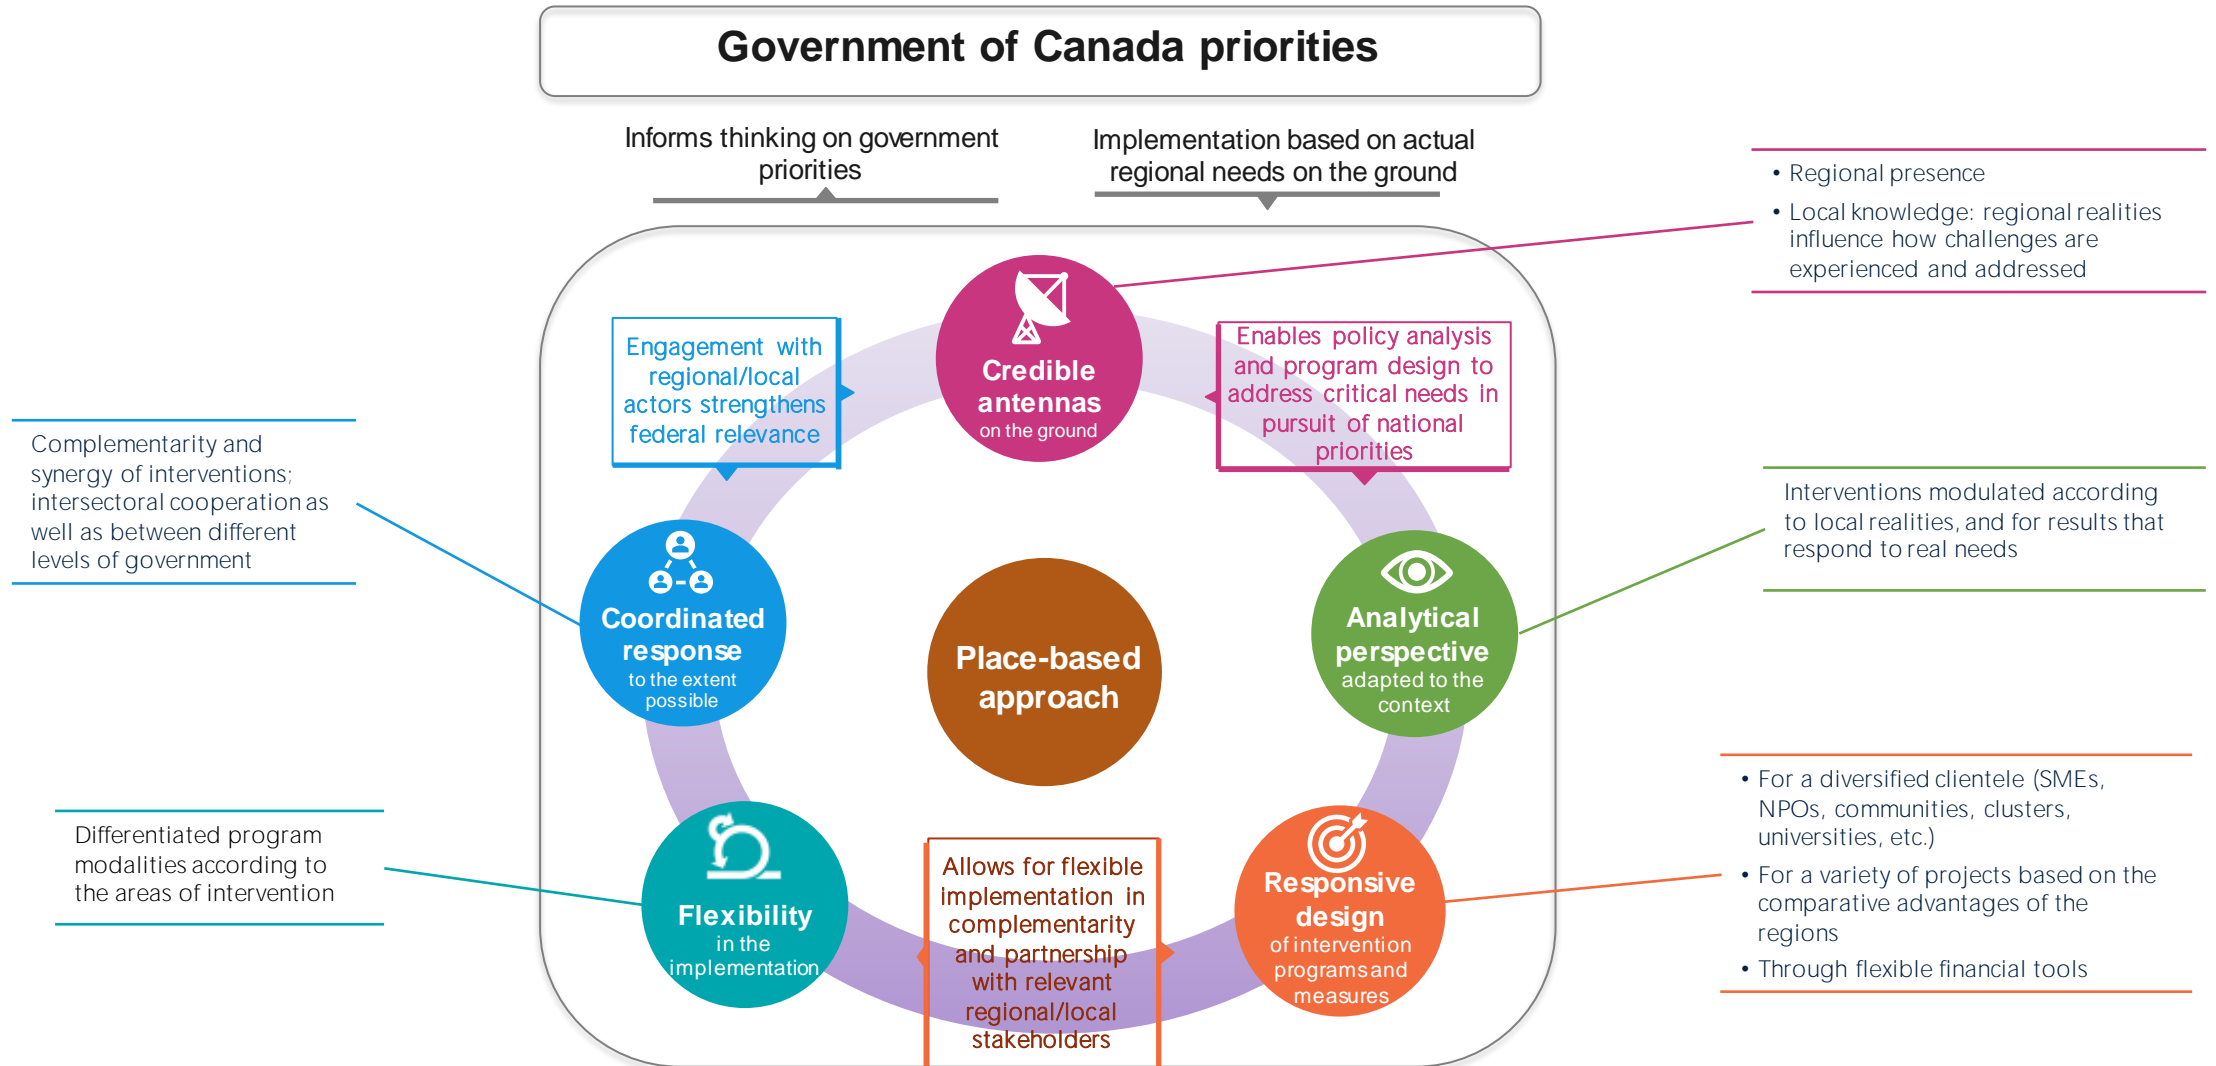 Government of Canada priorities
Informs thinking on government
priorities
Implementation based on actual
regional needs on the ground
• Regional presence
• Local knowledge: regional realities
influence how challenges are
experienced and addressed
Engagement with
regional/local
actors strengthens
federal relevance
Credible
antennas
on the ground
Enables policy analysis
and program design to
address critical needs in
pursuit of national
priorities
Complementarity and
synergy of interventions;
intersectoral cooperation as
well as between different
levels of government
Interventions modulated according
to local realities, and for results that
respond to real needs
Coordinated
response
to the extent
possible
Place-based
approach
Analytical
perspective
adapted to the
context
Differentiated program
modalities according to
the areas of intervention
Flexibility
in the
implementation
Allows for flexible
implementation in
complementarity
and partnership
with relevant
regional/local
stakeholders
Responsive
design
of intervention
programs and
measures
• For a diversified clientele (SMEs,
NPOs, communities, clusters,
universities, etc.)
• For a variety of projects based on the
comparative advantages of the
regions
• Through flexible financial tools